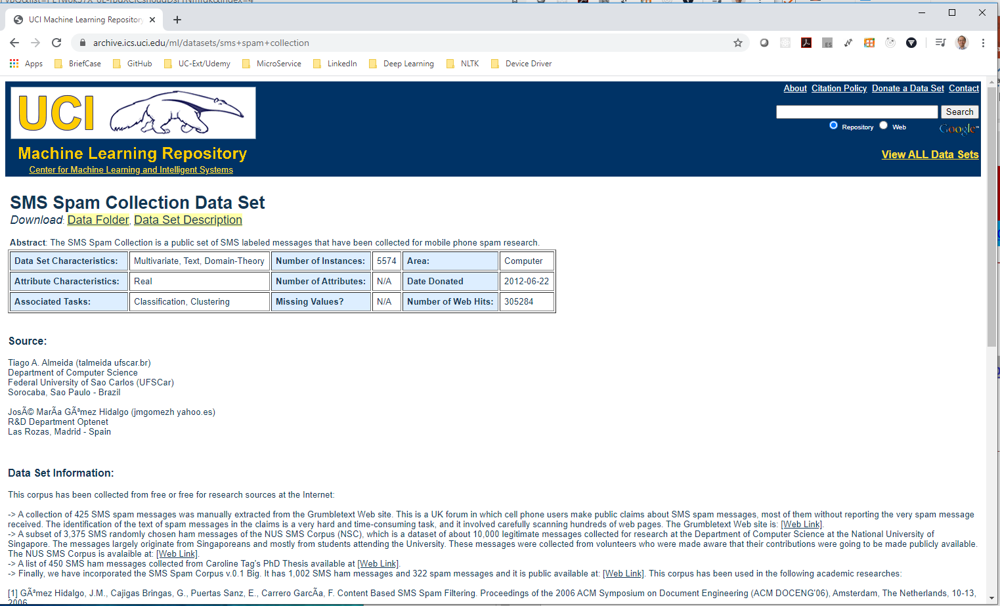 UCI Machine Learning Repository
archive.ics.uci.edu/ml/datasets/sms+spam+collection
Apps BriefCase GitHub UC-Ext/Udemy MicroService LinkedIn Deep Learning NLTK Device Driver
About Citation Policy Donate a Data Set Contact
UCI
Search
Repository Web Google™
Machine Learning Repository
View ALL Data Sets
Center for Machine Learning and Intelligent Systems
SMS Spam Collection Data Set
Download: Data Folder, Data Set Description
Abstract: The SMS Spam Collection is a public set of SMS labeled messages that have been collected for mobile phone spam research.
Data Set Characteristics: Multivariate, Text, Domain-Theory Number of Instances: 5574 Area: Computer
Attribute Characteristics: Real Number of Attributes: N/A Date Donated 2012-06-22
Associated Tasks: Classification, Clustering Missing Values? N/A Number of Web Hits: 305284
Source:
Tiago A. Almeida (talmeida ufscar.br)
Department of Computer Science
Federal University of Sao Carlos (UFSCar)
Sorocaba, Sao Paulo - Brazil
JosÃ© MarÃ­a GÃ³mez Hidalgo (jmgomezh yahoo.es)
R&D Department Optenet
Las Rozas, Madrid - Spain
Data Set Information:
This corpus has been collected from free or free for research sources at the Internet:
-> A collection of 425 SMS spam messages was manually extracted from the Grumbletext Web site. This is a UK forum in which cell phone users make public claims about SMS spam messages, most of them without reporting the very spam message
received. The identification of the text of spam messages in the claims is a very hard and time-consuming task, and it involved carefully scanning hundreds of web pages. The Grumbletext Web site is: [Web Link].
-> A subset of 3,375 SMS randomly chosen ham messages of the NUS SMS Corpus (NSC), which is a dataset of about 10,000 legitimate messages collected for research at the Department of Computer Science at the National University of
Singapore. The messages largely originate from Singaporeans and mostly from students attending the University. These messages were collected from volunteers who were made aware that their contributions were going to be made publicly available.
The NUS SMS Corpus is avalaible at: [Web Link].
-> A list of 450 SMS ham messages collected from Caroline Tag's PhD Thesis available at [Web Link].
-> Finally, we have incorporated the SMS Spam Corpus v.0.1 Big. It has 1,002 SMS ham messages and 322 spam messages and it is public available at: [Web Link]. This corpus has been used in the following academic researches:
[1] GÃ³mez Hidalgo, J.M., Cajigas Bringas, G., Puertas Sanz, E., Carrero GarcÃ­a, F. Content Based SMS Spam Filtering. Proceedings of the 2006 ACM Symposium on Document Engineering (ACM DOCENG'06), Amsterdam, The Netherlands, 10-13,
2006